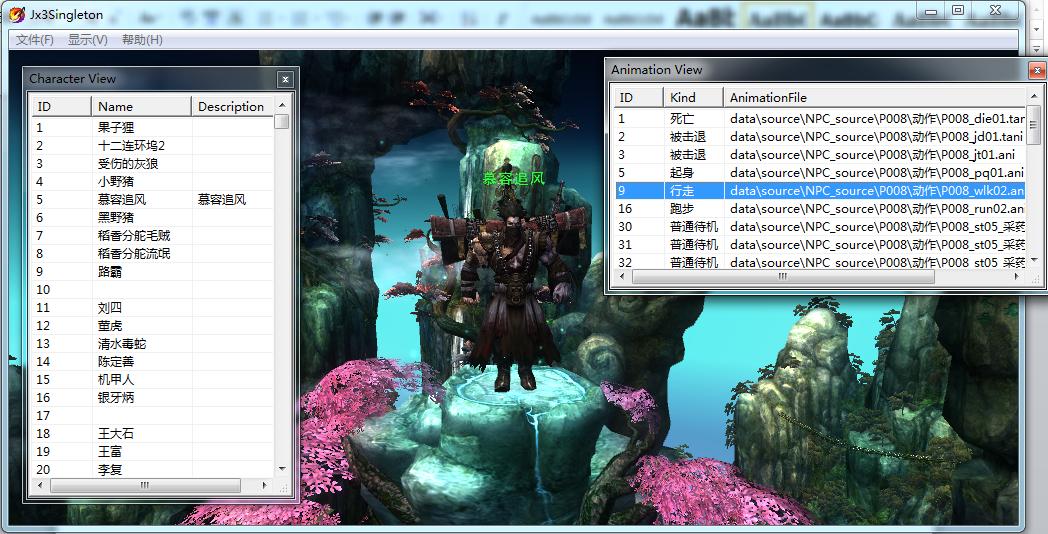 Jx3Singleton
文件(F) 显示(V) 帮助(H)
Character View
ID Name Description
1 果子狸
2 十二连环坞2
3 受伤的灰狼
4 小野猪
5 慕容追风 慕容追风
6 黑野猪
7 稻香分舵毛贼
8 稻香分舵流氓
9 路霸
10
11 刘四
12 董虎
13 清水毒蛇
14 陈定善
15 机甲人
16 银牙炳
17
18 王大石
19 王富
20 李复
慕容追风
Animation View
ID Kind AnimationFile
1 死亡 data\source\NPC_source\P008\动作\P008_die01.tani
2 被击退 data\source\NPC_source\P008\动作\P008_jd01.tani
3 被击退 data\source\NPC_source\P008\动作\P008_jt01.ani
5 起身 data\source\NPC_source\P008\动作\P008_pq01.ani
9 行走 data\source\NPC_source\P008\动作\P008_wlk02.an
16 跑步 data\source\NPC_source\P008\动作\P008_run02.an
30 普通待机 data\source\NPC_source\P008\动作\P008_st05_采药
31 普通待机 data\source\NPC_source\P008\动作\P008_st05_采药
32 普通待机 data\source\NPC_source\P008\动作\P008_st05_采药